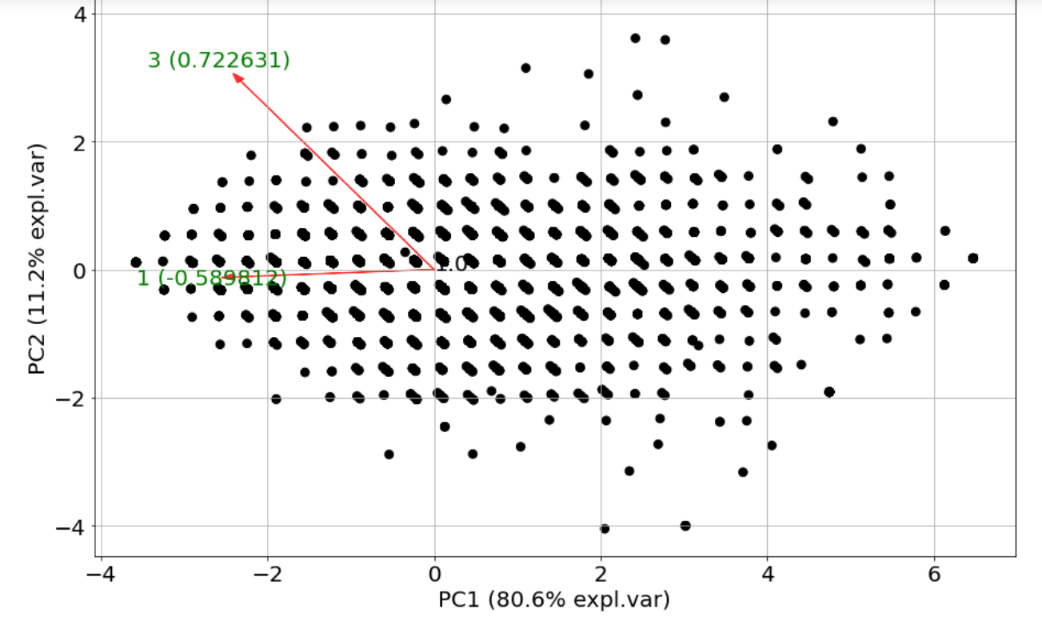 4
3 (0.722631)
2
PC2 (11.2% expl.var)
1.0
0
1 (-0.589812)
−2
−4
−4 −2 0 2 4 6
PC1 (80.6% expl.var)